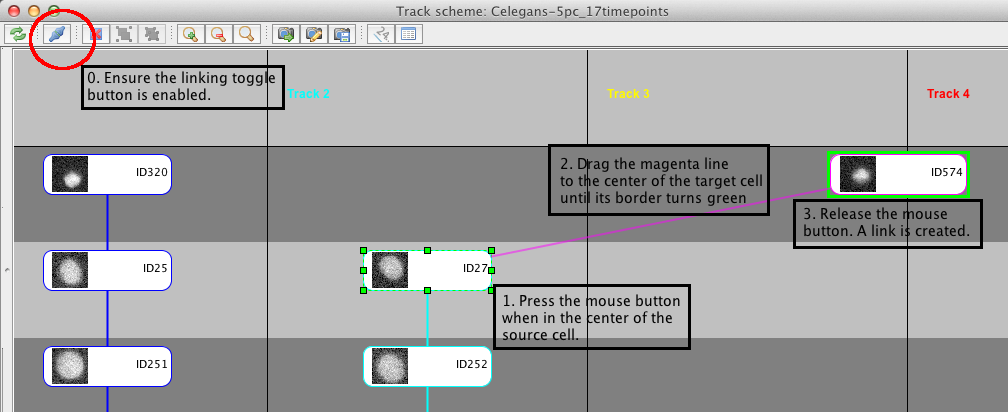 Track scheme: Celegans-5pc_17timepoints
0. Ensure the linking toggle
button is enabled.
Track 2
Track 3
Track 4
ID320
2. Drag the magenta line
to the center of the target cell
until its border turns green
ID574
3. Release the mouse
button. A link is created.
ID25
ID27
1. Press the mouse button
when in the center of the
source cell.
ID251
ID252